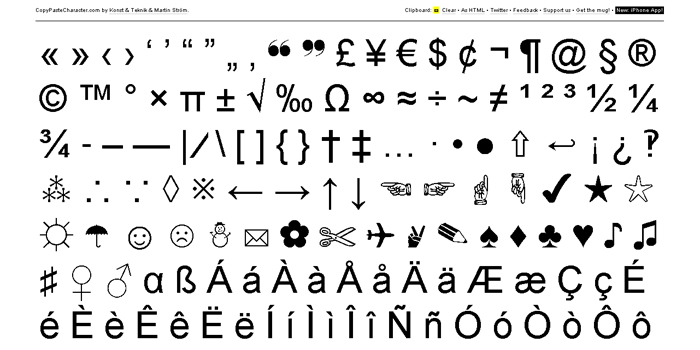 CopyPasteCharacter.com by Konst & Teknik & Martin Ström.
Clipboard: Clear • As HTML • Twitter • Feedback • Support us • Get the mug! • New: iPhone App!
« » ‹ › ‘ ’ “ ” „ ‚ ❝ ❞ £ ¥ € $ ¢ ¬ ¶ @ § ®
© ™ ° × π ± √ ‰ Ω ∞ ≈ ÷ ~ ≠ ¹ ² ³ ½ ¼
¾ ‐ – — | / \ [ ] { } † ‡ … · • ● ⇧ ↩ ¡ ¿ ‽
⁂ ∴ ∵ ◊ ※ ← → ↑ ↓ ☜ ☞ ☝ ☟ ✔ ★ ☆
☼ ☂ ☺ ☹ ☃ ✉ ✿ ✄ ✈ ✌ ✎ ♠ ♦ ♣ ♥ ♪ ♫
♯ ♀ ♂ α ß Á á À à Å å Ä ä Æ æ Ç ç É
é È è Ê ê Ë ë Í í Ì ì Î î Ñ ñ Ó ó Ò ò Ô ô